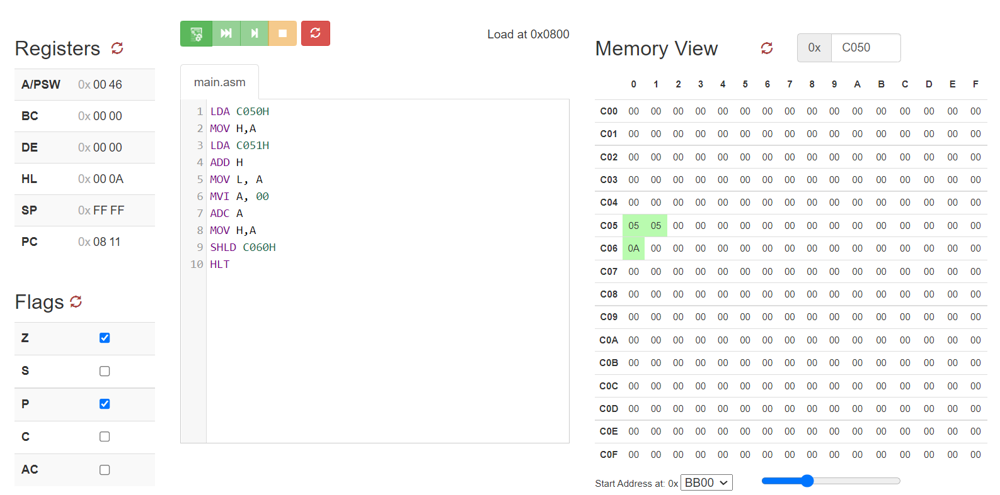 Registers
A/PSW 0x 00 46
BC 0x 00 00
DE 0x 00 00
HL 0x 00 0A
SP 0x FF FF
PC 0x 08 11
Flags
Z
S
P
C
AC
Load at 0x0800
main.asm
1 LDA C050H
2 MOV H,A
3 LDA C051H
4 ADD H
5 MOV L, A
6 MVI A, 00
7 ADC A
8 MOV H,A
9 SHLD C060H
10 HLT
Memory View 0x C050
0 1 2 3 4 5 6 7 8 9 A B C D E F
C00 00 00 00 00 00 00 00 00 00 00 00 00 00 00 00 00
C01 00 00 00 00 00 00 00 00 00 00 00 00 00 00 00 00
C02 00 00 00 00 00 00 00 00 00 00 00 00 00 00 00 00
C03 00 00 00 00 00 00 00 00 00 00 00 00 00 00 00 00
C04 00 00 00 00 00 00 00 00 00 00 00 00 00 00 00 00
C05 05 05 00 00 00 00 00 00 00 00 00 00 00 00 00 00
C06 0A 00 00 00 00 00 00 00 00 00 00 00 00 00 00 00
C07 00 00 00 00 00 00 00 00 00 00 00 00 00 00 00 00
C08 00 00 00 00 00 00 00 00 00 00 00 00 00 00 00 00
C09 00 00 00 00 00 00 00 00 00 00 00 00 00 00 00 00
C0A 00 00 00 00 00 00 00 00 00 00 00 00 00 00 00 00
C0B 00 00 00 00 00 00 00 00 00 00 00 00 00 00 00 00
C0C 00 00 00 00 00 00 00 00 00 00 00 00 00 00 00 00
C0D 00 00 00 00 00 00 00 00 00 00 00 00 00 00 00 00
C0E 00 00 00 00 00 00 00 00 00 00 00 00 00 00 00 00
C0F 00 00 00 00 00 00 00 00 00 00 00 00 00 00 00 00
Start Address at: 0x BB00